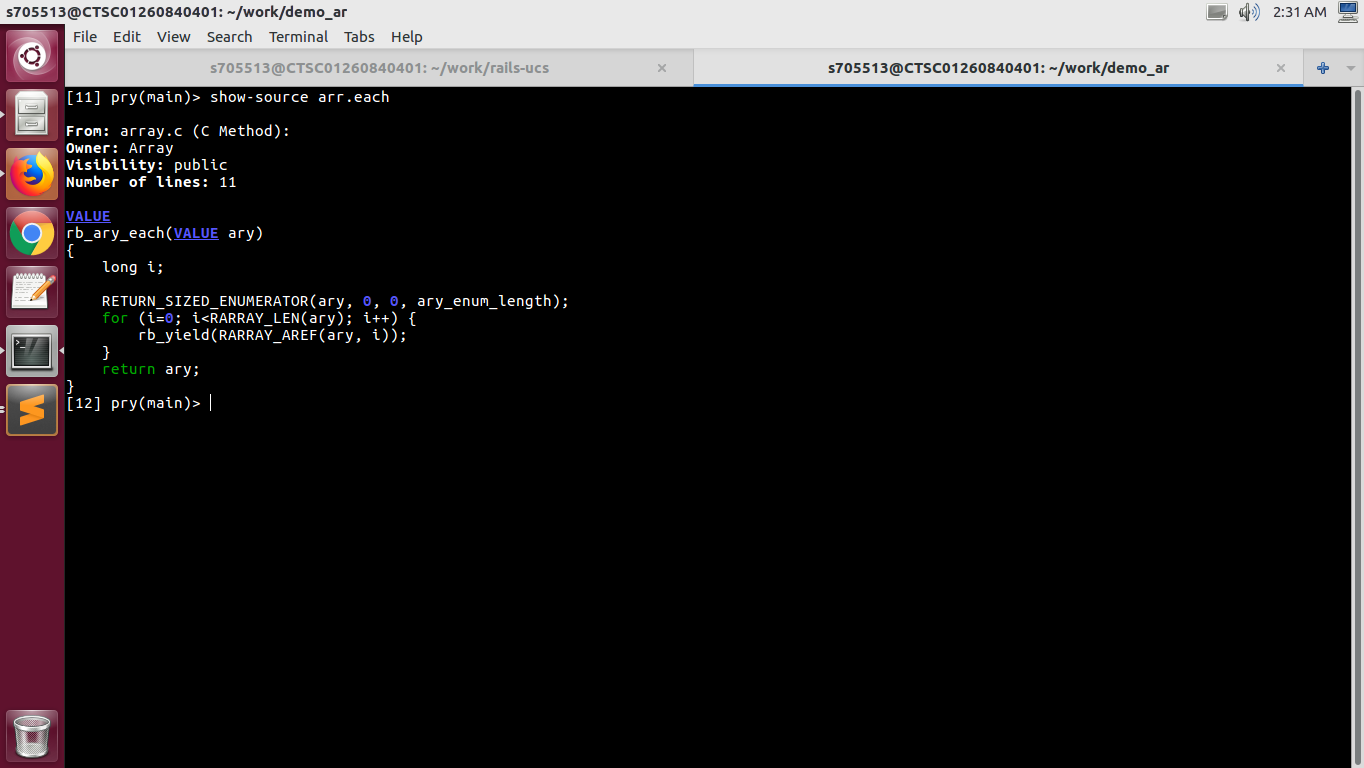 s705513@CTSC01260840401: ~/work/demo_ar
2:31 AM
File Edit View Search Terminal Tabs Help
s705513@CTSC01260840401: ~/work/rails-ucs ×
s705513@CTSC01260840401: ~/work/demo_ar ×
[11] pry(main)> show-source arr.each
From: array.c (C Method):
Owner: Array
Visibility: public
Number of lines: 11
VALUE
rb_ary_each(VALUE ary)
{
    long i;
    RETURN_SIZED_ENUMERATOR(ary, 0, 0, ary_enum_length);
    for (i=0; i<RARRAY_LEN(ary); i++) {
        rb_yield(RARRAY_AREF(ary, i));
    }
    return ary;
}
[12] pry(main)>